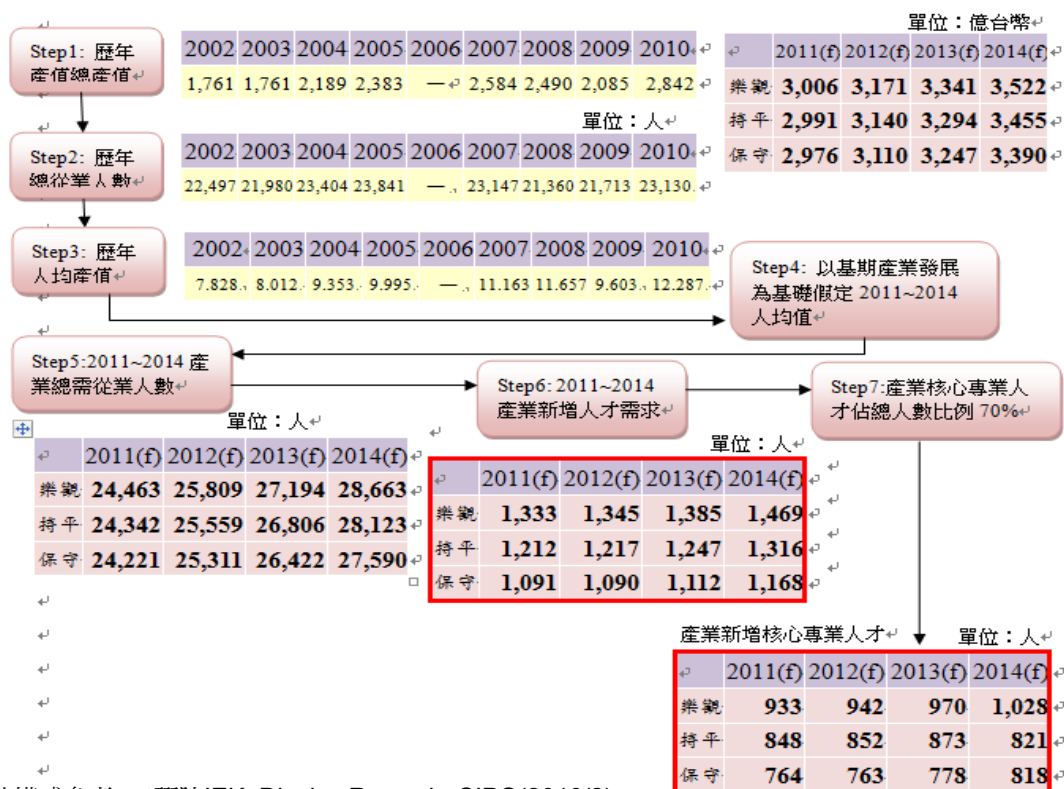 單位：億台幣
Step1: 歷年
產值總產值
2002 2003 2004 2005 2006 2007 2008 2009 2010
1,761 1,761 2,189 2,383 — 2,584 2,490 2,085 2,842
2011(f) 2012(f) 2013(f) 2014(f)
樂觀 3,006 3,171 3,341 3,522
持平 2,991 3,140 3,294 3,455
保守 2,976 3,110 3,247 3,390
單位：人
Step2: 歷年
總從業人數
2002 2003 2004 2005 2006 2007 2008 2009 2010
22,497 21,980 23,404 23,841 — 23,147 21,360 21,713 23,130
Step3: 歷年
人均產值
2002 2003 2004 2005 2006 2007 2008 2009 2010
7.828 8.012 9.353 9.995 — 11.163 11.657 9.603 12.287
Step4: 以基期產業發展
為基礎假定 2011~2014
人均值
Step5:2011~2014 產
業總需從業人數
Step6: 2011~2014
產業新增人才需求
Step7:產業核心專業人
才佔總人數比例 70%
單位：人
2011(f) 2012(f) 2013(f) 2014(f)
樂觀 24,463 25,809 27,194 28,663
持平 24,342 25,559 26,806 28,123
保守 24,221 25,311 26,422 27,590
單位：人
2011(f) 2012(f) 2013(f) 2014(f)
樂觀 1,333 1,345 1,385 1,469
持平 1,212 1,217 1,247 1,316
保守 1,091 1,090 1,112 1,168
產業新增核心專業人才 單位：人
2011(f) 2012(f) 2013(f) 2014(f)
樂觀 933 942 970 1,028
持平 848 852 873 821
保守 764 763 778 818